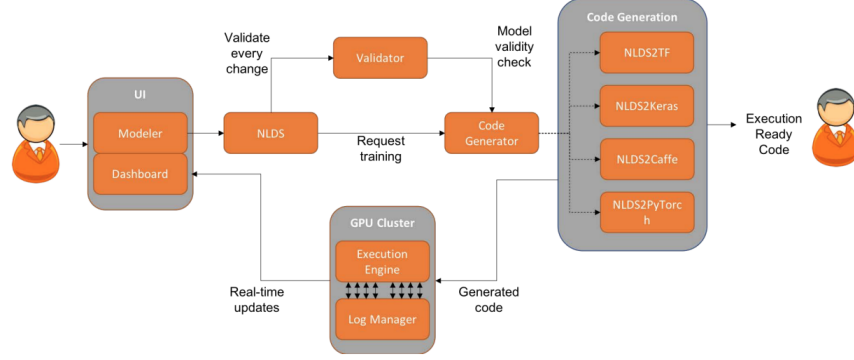 Code Generation
Validate
every
change
Validator
Model
validity
check
NLDS2TF
UI
Modeler
NLDS
Request
training
Code
Generator
NLDS2Keras
Execution
Ready
Code
NLDS2Caffe
Dashboard
NLDS2PyTorc
h
GPU Cluster
Execution
Engine
Real-time
updates
Generated
code
Log Manager